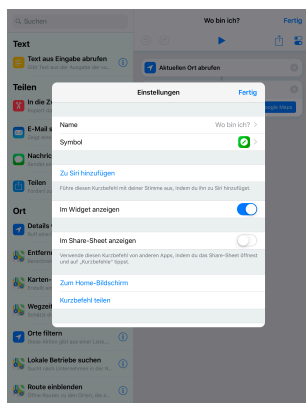 Suchen
Wo bin ich?
Fertig
Text
Text aus Eingabe abrufen
Aktuellen Ort abrufen
Teilen
Einstellungen
Fertig
In die Z
Google Maps
E-Mail s
Name
Wo bin ich?
Symbol
Nachric
Zu Siri hinzufügen
Teilen
Führe diesen Kurzbefehl mit deiner Stimme aus, indem du ihn zu Siri hinzufügst.
Ort
Im Widget anzeigen
Details v
Im Share-Sheet anzeigen
Entfern
Verwende diesen Kurzbefehl von anderen Apps, indem du das Share-Sheet öffnest
und auf „Kurzbefehle“ tippst.
Karten-
Zum Home-Bildschirm
Kurzbefehl teilen
Wegzeit
Orte filtern
Lokale Betriebe suchen
Route einblenden